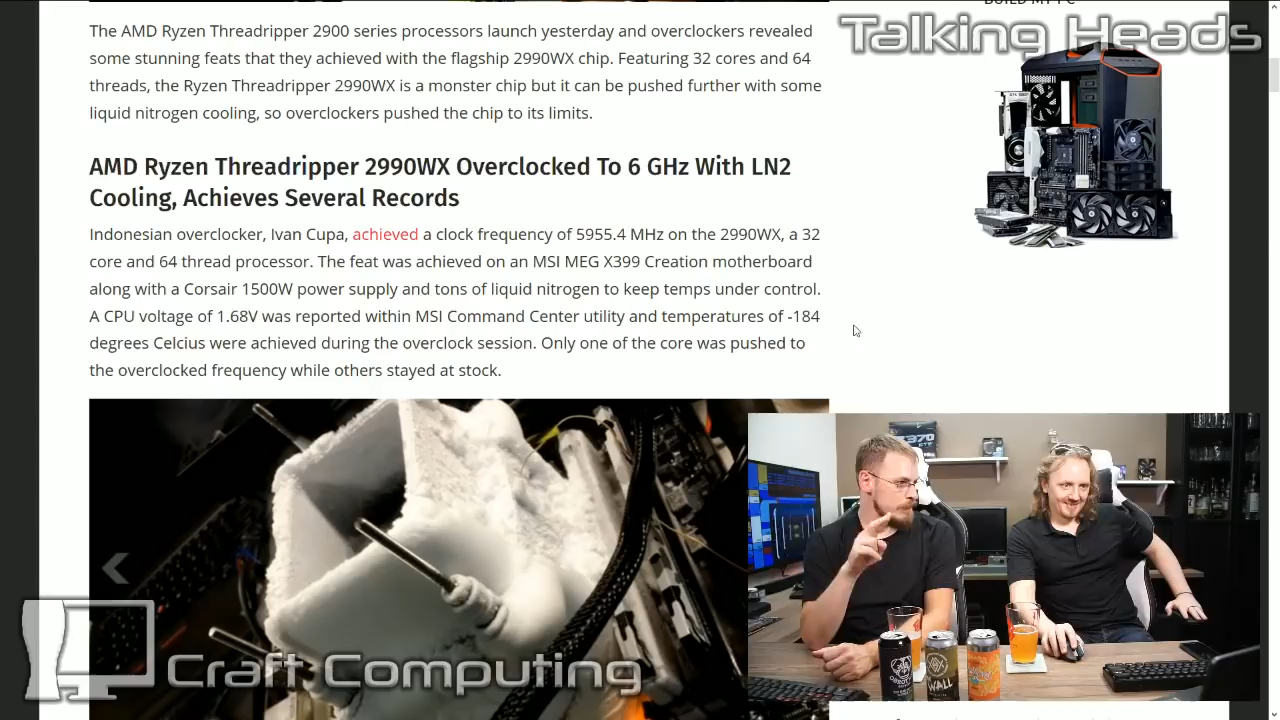 BUILD MY PC
Talking Heads
The AMD Ryzen Threadripper 2900 series processors launch yesterday and overclockers revealed
some stunning feats that they achieved with the flagship 2990WX chip. Featuring 32 cores and 64
threads, the Ryzen Threadripper 2990WX is a monster chip but it can be pushed further with some
liquid nitrogen cooling, so overclockers pushed the chip to its limits.
AMD Ryzen Threadripper 2990WX Overclocked To 6 GHz With LN2
Cooling, Achieves Several Records
Indonesian overclocker, Ivan Cupa, achieved a clock frequency of 5955.4 MHz on the 2990WX, a 32
core and 64 thread processor. The feat was achieved on an MSI MEG X399 Creation motherboard
along with a Corsair 1500W power supply and tons of liquid nitrogen to keep temps under control.
A CPU voltage of 1.68V was reported within MSI Command Center utility and temperatures of -184
degrees Celcius were achieved during the overclock session. Only one of the core was pushed to
the overclocked frequency while others stayed at stock.
Z370
WALL
Craft Computing